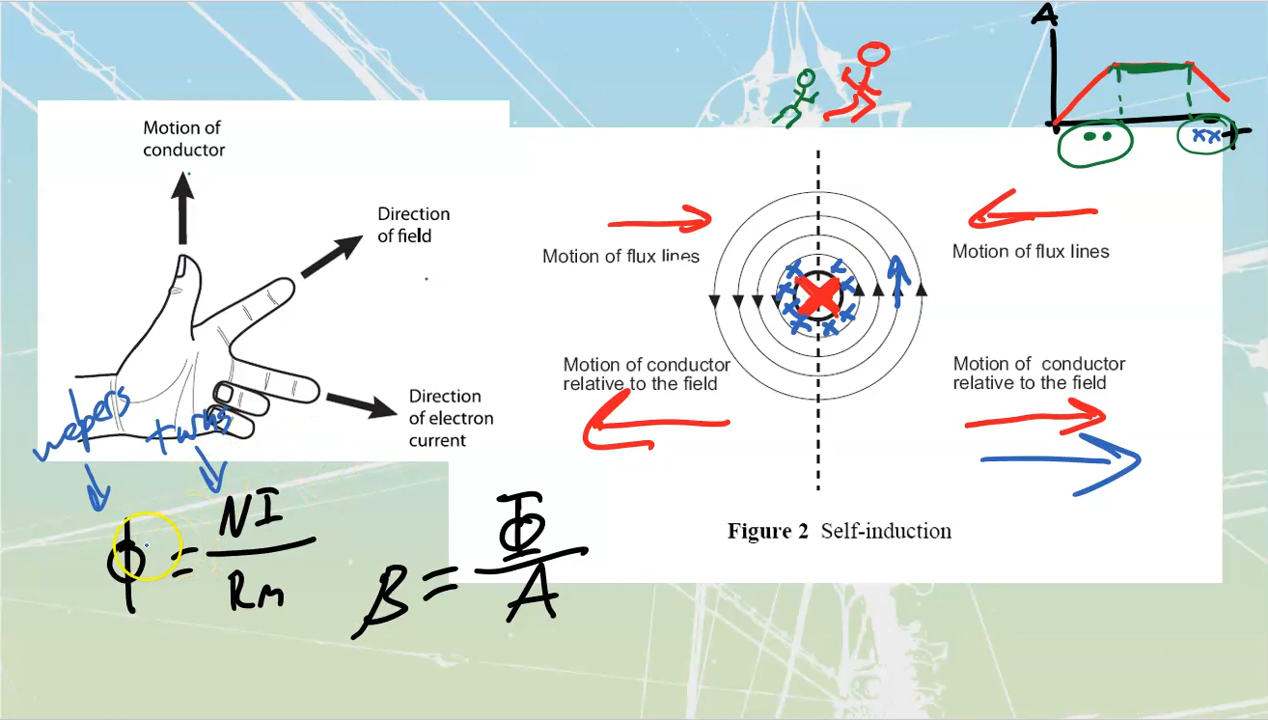 A
Motion of
conductor
Direction
of field
Direction
of electron
current
Motion of flux lines
Motion of flux lines
Motion of conductor
relative to the field
Motion of conductor
relative to the field
xx
t
webers
turns
Φ = NI / Rm
B = Φ / A
Figure 2 Self-induction